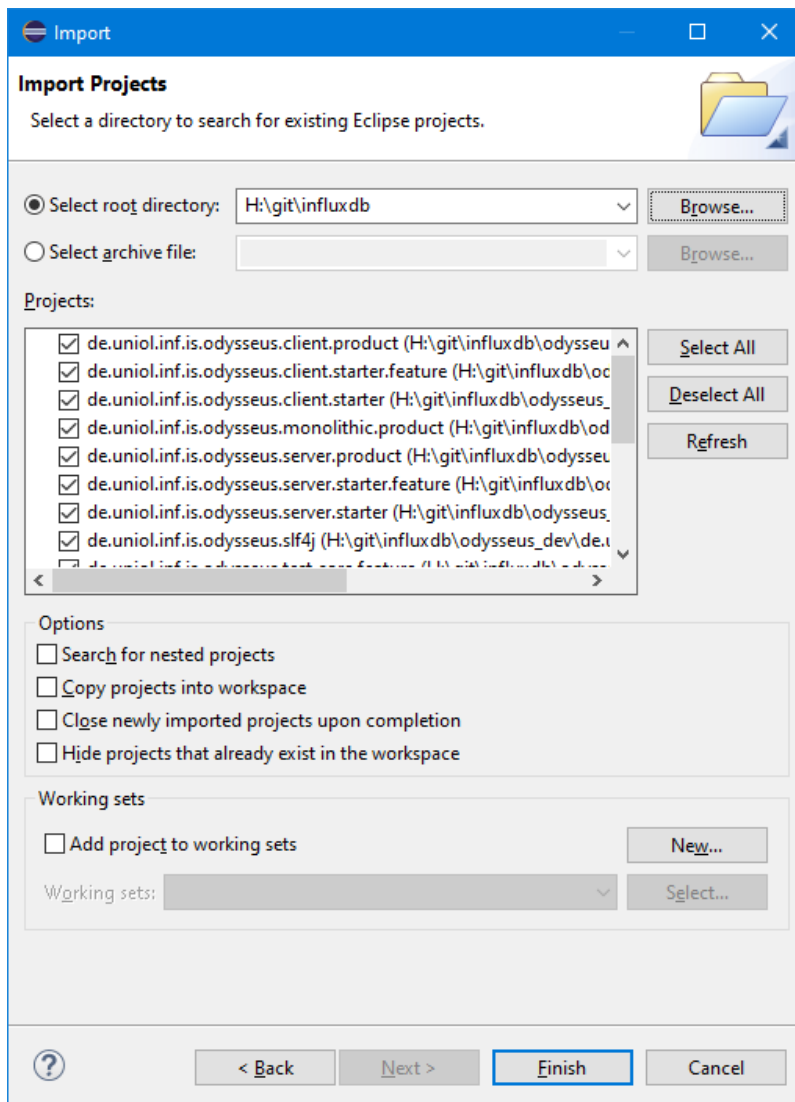 Import
Import Projects
Select a directory to search for existing Eclipse projects.
Select root directory: H:\git\influxdb Browse...
Select archive file: Browse...
Projects:
de.uniol.inf.is.odysseus.client.product (H:\git\influxdb\odysseu
de.uniol.inf.is.odysseus.client.starter.feature (H:\git\influxdb\od
de.uniol.inf.is.odysseus.client.starter (H:\git\influxdb\odysseus_
de.uniol.inf.is.odysseus.monolithic.product (H:\git\influxdb\od
de.uniol.inf.is.odysseus.server.product (H:\git\influxdb\odysseu
de.uniol.inf.is.odysseus.server.starter.feature (H:\git\influxdb\od
de.uniol.inf.is.odysseus.server.starter (H:\git\influxdb\odysseus_
de.uniol.inf.is.odysseus.slf4j (H:\git\influxdb\odysseus_dev\de.u
Select All
Deselect All
Refresh
Options
Search for nested projects
Copy projects into workspace
Close newly imported projects upon completion
Hide projects that already exist in the workspace
Working sets
Add project to working sets New...
Working sets: Select...
? < Back Next > Finish Cancel